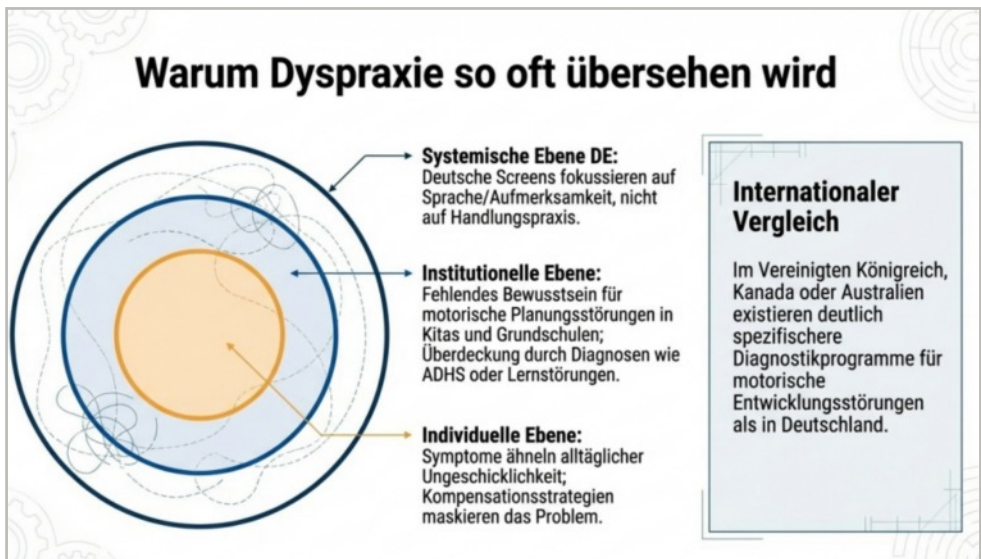 Warum Dyspraxie so oft übersehen wird
Systemische Ebene DE:
Deutsche Screens fokussieren auf
Sprache/Aufmerksamkeit, nicht
auf Handlungspraxis.
Institutionelle Ebene:
Fehlendes Bewusstsein für
motorische Planungsstörungen in
Kitas und Grundschulen;
Überdeckung durch Diagnosen wie
ADHS oder Lernstörungen.
Individuelle Ebene:
Symptome ähneln alltäglicher
Ungeschicklichkeit;
Kompensationsstrategien
maskieren das Problem.
Internationaler
Vergleich
Im Vereinigten Königreich,
Kanada oder Australien
existieren deutlich
spezifischere
Diagnostikprogramme für
motorische
Entwicklungsstörungen
als in Deutschland.